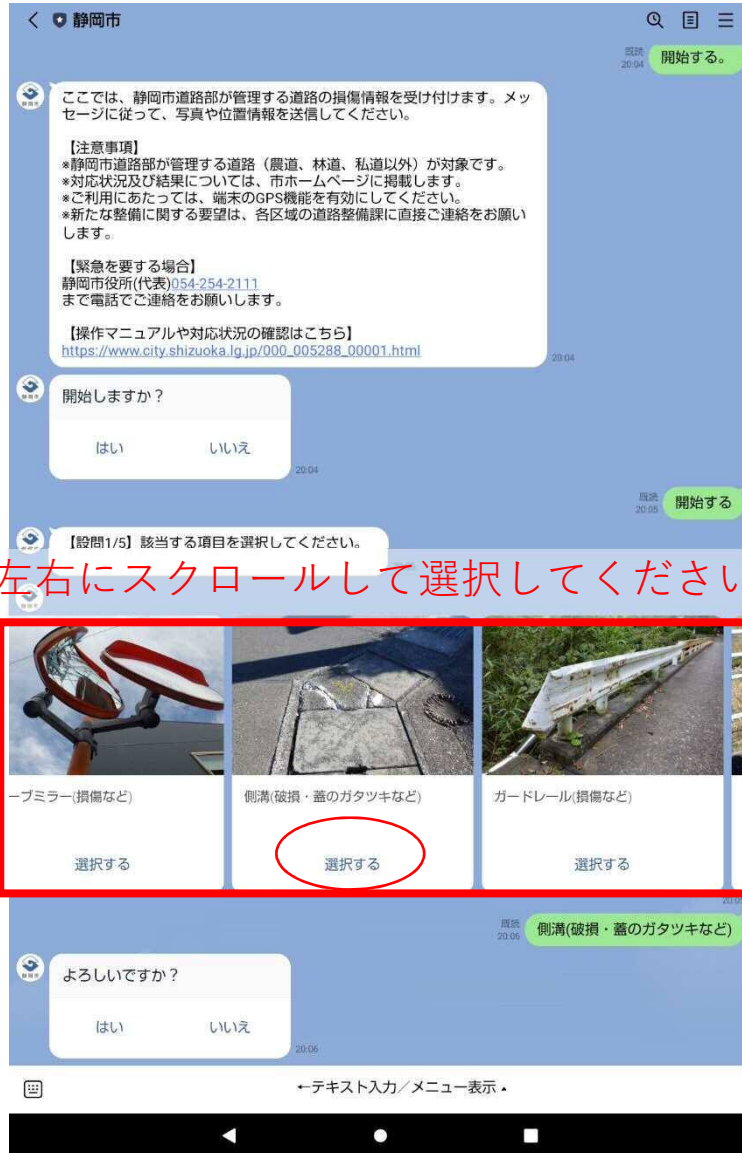 静岡市
既読
20:04
開始する。
ここでは、静岡市道路部が管理する道路の損傷情報を受け付けます。メッ
セージに従って、写真や位置情報を送信してください。
【注意事項】
※静岡市道路部が管理する道路（農道、林道、私道以外）が対象です。
※対応状況及び結果については、市ホームページに掲載します。
※ご利用にあたっては、端末のGPS機能を有効にしてください。
※新たな整備に関する要望は、各区域の道路整備課に直接ご連絡をお願い
します。
【緊急を要する場合】
静岡市役所(代表)054-254-2111
まで電話でご連絡をお願いします。
【操作マニュアルや対応状況の確認はこちら】
https://www.city.shizuoka.lg.jp/000_005288_00001.html
20:04
開始しますか？
はい いいえ
20:04
既読
20:05
開始する
【設問1/5】該当する項目を選択してください。
左右にスクロールして選択してください
ーブミラー(損傷など) 側溝(破損・蓋のガタツキなど) ガードレール(損傷など)
選択する 選択する 選択する
20:05
既読
20:06
側溝(破損・蓋のガタツキなど)
よろしいですか？
はい いいえ
20:06
←テキスト入力／メニュー表示▲